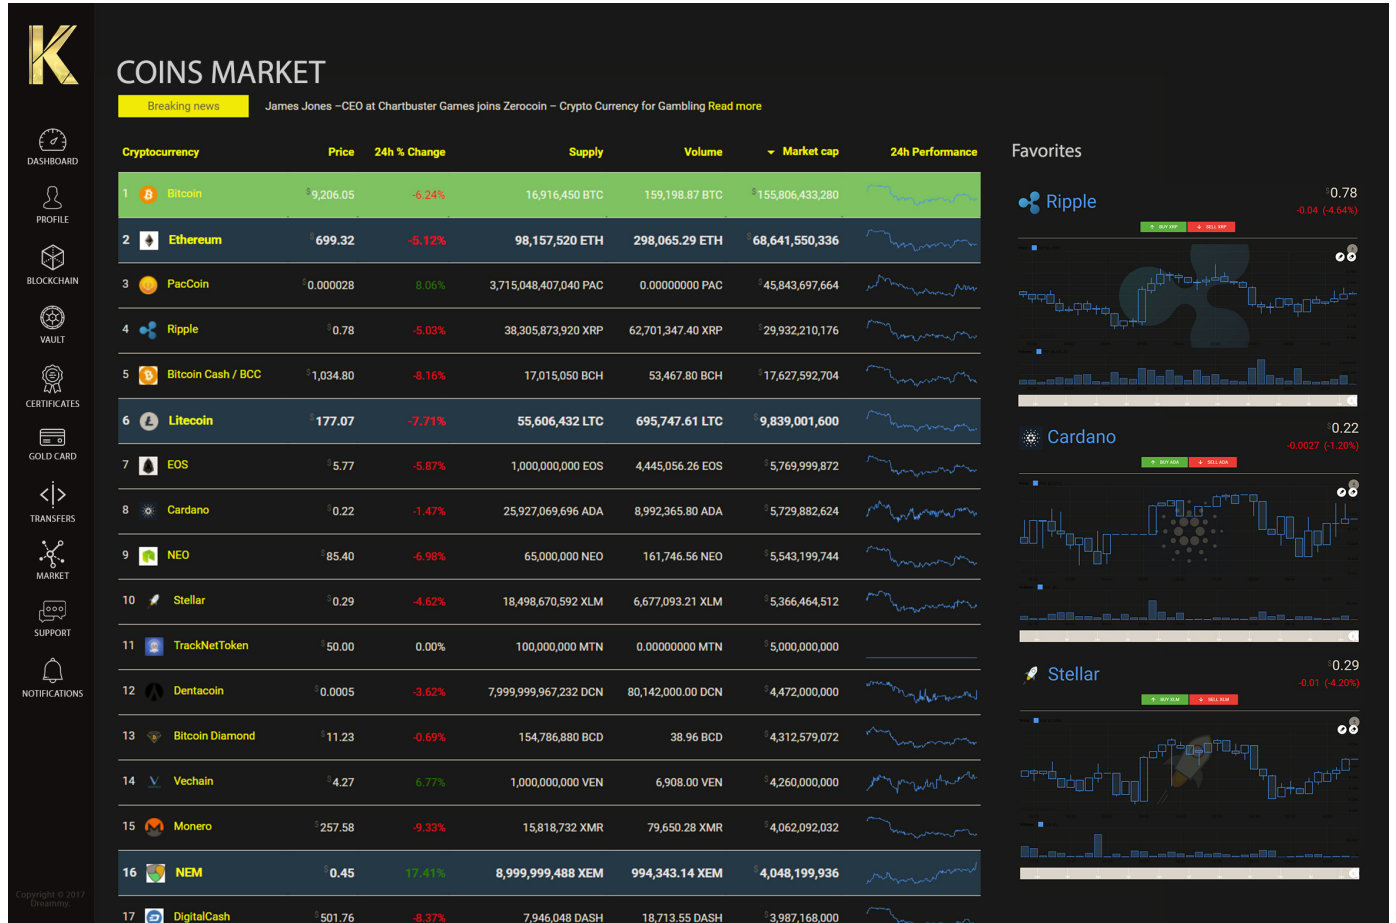 K
COINS MARKET
Breaking news
James Jones –CEO at Chartbuster Games joins Zerocoin – Crypto Currency for Gambling Read more
DASHBOARD
PROFILE
BLOCKCHAIN
VAULT
CERTIFICATES
GOLD CARD
TRANSFERS
MARKET
SUPPORT
NOTIFICATIONS
Copyright © 2017
Dreammy.
Cryptocurrency Price 24h % Change Supply Volume Market cap 24h Performance
1 Bitcoin $9,206.05 -6.24% 16,916,450 BTC 159,198.87 BTC $155,806,433,280
2 Ethereum $699.32 -5.12% 98,157,520 ETH 298,065.29 ETH $68,641,550,336
3 PacCoin $0.000028 8.06% 3,715,048,407,040 PAC 0.00000000 PAC $45,843,697,664
4 Ripple $0.78 -5.03% 38,305,873,920 XRP 62,701,347.40 XRP $29,932,210,176
5 Bitcoin Cash / BCC $1,034.80 -8.16% 17,015,050 BCH 53,467.80 BCH $17,627,592,704
6 Litecoin $177.07 -7.71% 55,606,432 LTC 695,747.61 LTC $9,839,001,600
7 EOS $5.77 -5.87% 1,000,000,000 EOS 4,445,056.26 EOS $5,769,999,872
8 Cardano $0.22 -1.47% 25,927,069,696 ADA 8,992,365.80 ADA $5,729,882,624
9 NEO $85.40 -6.98% 65,000,000 NEO 161,746.56 NEO $5,543,199,744
10 Stellar $0.29 -4.62% 18,498,670,592 XLM 6,677,093.21 XLM $5,366,464,512
11 TrackNetToken $50.00 0.00% 100,000,000 MTN 0.00000000 MTN $5,000,000,000
12 Dentacoin $0.0005 -3.62% 7,999,999,967,232 DCN 80,142,000.00 DCN $4,472,000,000
13 Bitcoin Diamond $11.23 -0.69% 154,786,880 BCD 38.96 BCD $4,312,579,072
14 Vechain $4.27 6.77% 1,000,000,000 VEN 6,908.00 VEN $4,260,000,000
15 Monero $257.58 -9.33% 15,818,732 XMR 79,650.28 XMR $4,062,092,032
16 NEM $0.45 17.41% 8,999,999,488 XEM 994,343.14 XEM $4,048,199,936
17 DigitalCash $501.76 -8.37% 7,946,048 DASH 18,713.55 DASH $3,987,168,000
Favorites
Ripple $0.78
-0.04 (-4.64%)
BUY XRP SELL XRP
Cardano $0.22
-0.0027 (-1.20%)
BUY ADA SELL ADA
Stellar $0.29
-0.01 (-4.20%)
BUY XLM SELL XLM